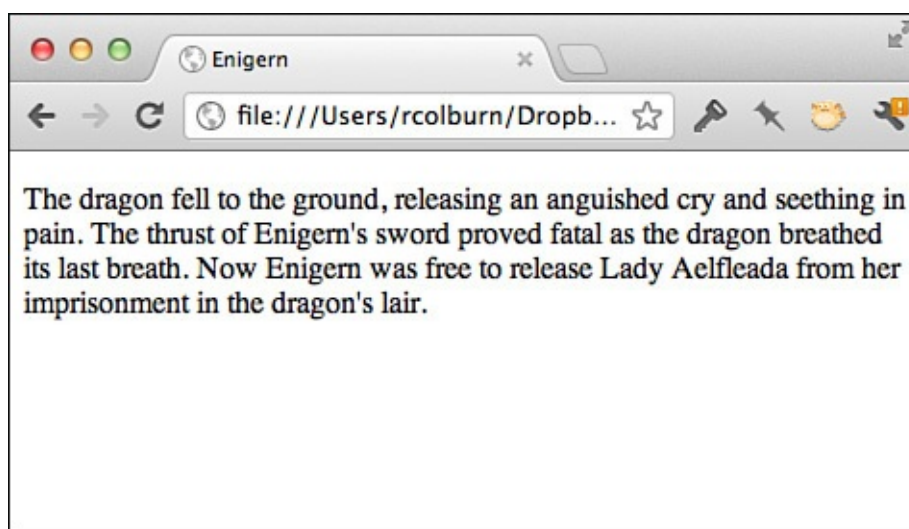 Enigern
file:///Users/rcolburn/Dropb...
The dragon fell to the ground, releasing an anguished cry and seething in
pain. The thrust of Enigern's sword proved fatal as the dragon breathed
its last breath. Now Enigern was free to release Lady Aelfleada from her
imprisonment in the dragon's lair.